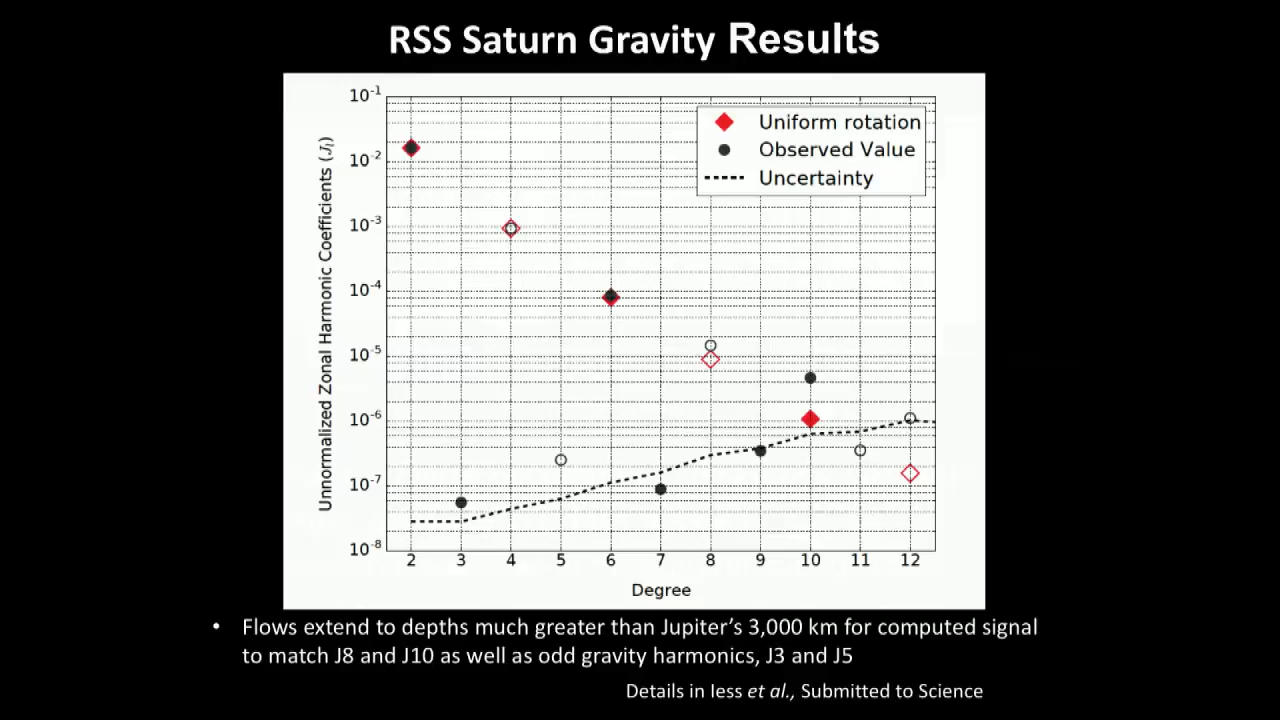 RSS Saturn Gravity Results
Unnormalized Zonal Harmonic Coefficients (Jₗ)
10⁻¹
10⁻²
10⁻³
10⁻⁴
10⁻⁵
10⁻⁶
10⁻⁷
10⁻⁸
Uniform rotation
Observed Value
Uncertainty
2 3 4 5 6 7 8 9 10 11 12
Degree
• Flows extend to depths much greater than Jupiter’s 3,000 km for computed signal
to match J8 and J10 as well as odd gravity harmonics, J3 and J5
Details in Iess et al., Submitted to Science